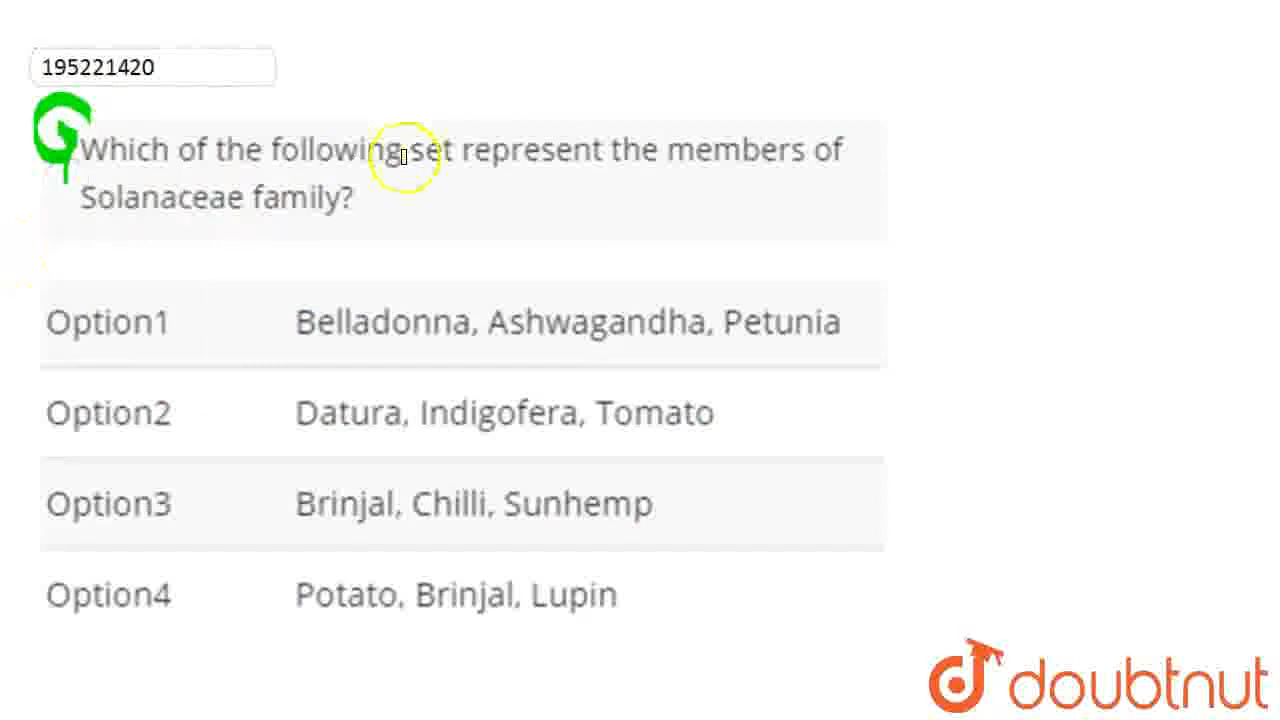 195221420
Q Which of the following set represent the members of
Solanaceae family?
Option1 Belladonna, Ashwagandha, Petunia
Option2 Datura, Indigofera, Tomato
Option3 Brinjal, Chilli, Sunhemp
Option4 Potato, Brinjal, Lupin
doubtnut